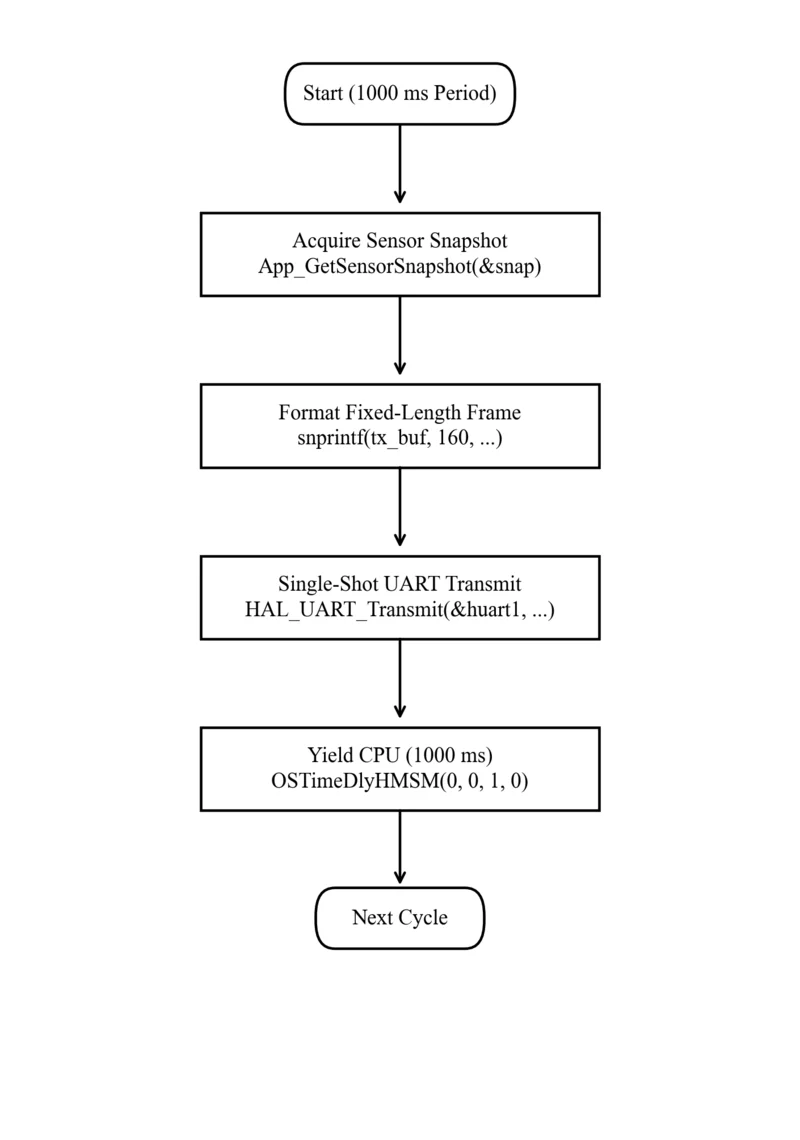 Start (1000 ms Period)
Acquire Sensor Snapshot
App_GetSensorSnapshot(&snap)
Format Fixed-Length Frame
snprintf(tx_buf, 160, ...)
Single-Shot UART Transmit
HAL_UART_Transmit(&huart1, ...)
Yield CPU (1000 ms)
OSTimeDlyHMSM(0, 0, 1, 0)
Next Cycle